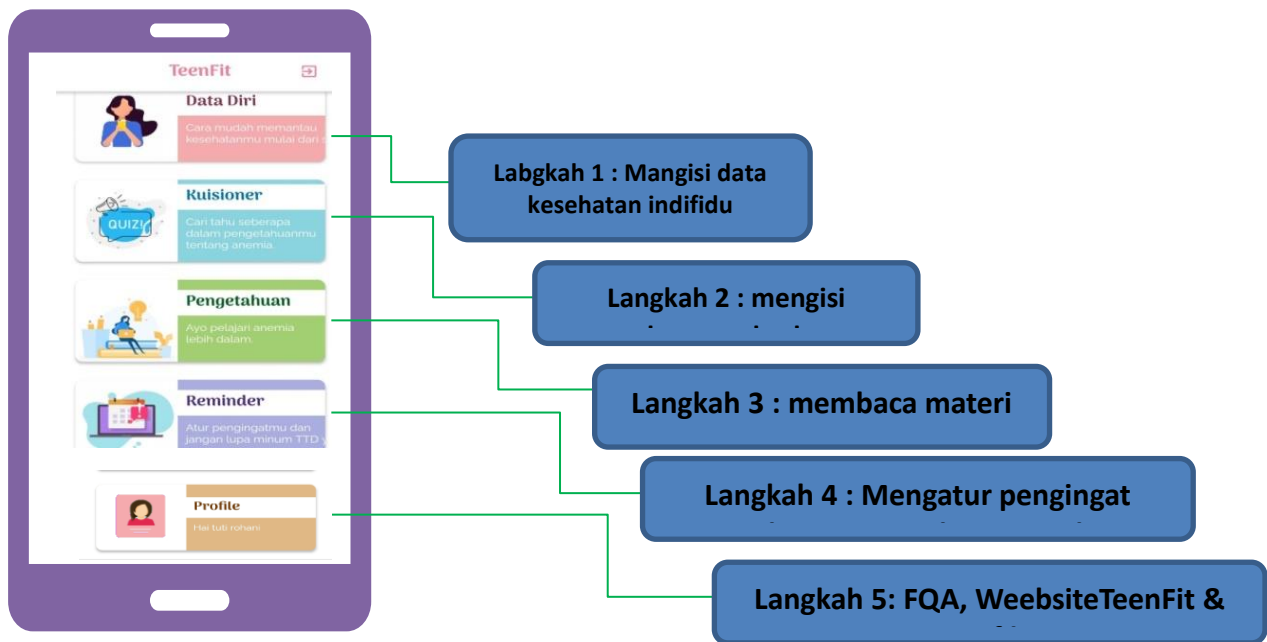 TeenFit
Data Diri
Cara mudah memantau
kesehatanmu mulai dari s
Kuisioner
QUIZ!
Cari tahu seberapa
dalam pengetahuanmu
tentang anemia.
Pengetahuan
Ayo pelajari anemia
lebih dalam.
Reminder
Atur pengingatmu dan
jangan lupa minum TTD y
Profile
Hai tuti rohani
Labgkah 1 : Mangisi data
kesehatan indifidu
Langkah 2 : mengisi
Langkah 3 : membaca materi
Langkah 4 : Mengatur pengingat
Langkah 5: FQA, WeebsiteTeenFit &